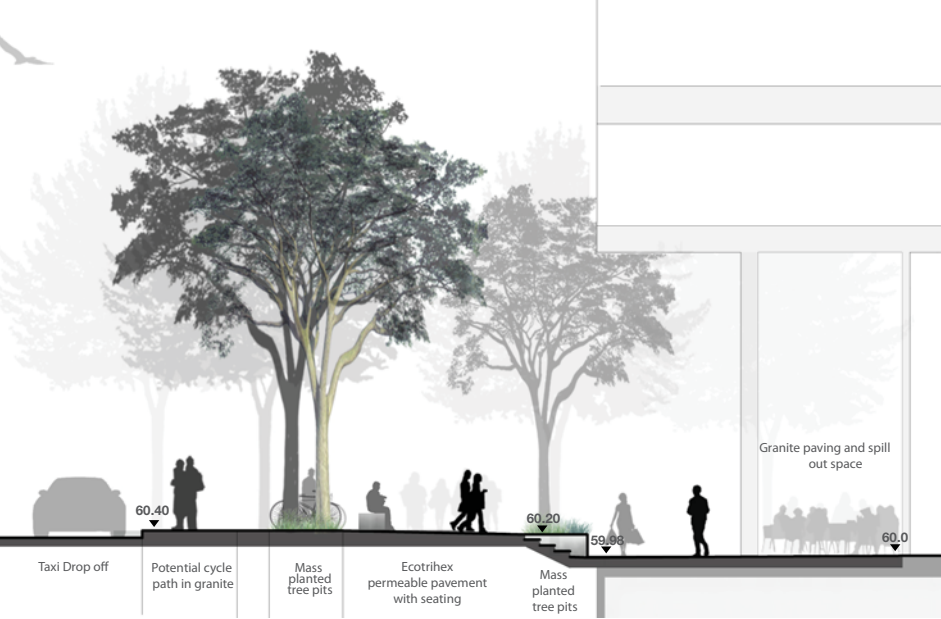 Granite paving and spill
out space
60.40
60.20
59.98
60.0
Taxi Drop off
Potential cycle
path in granite
Mass
planted
tree pits
Ecotrihex
permeable pavement
with seating
Mass
planted
tree pits